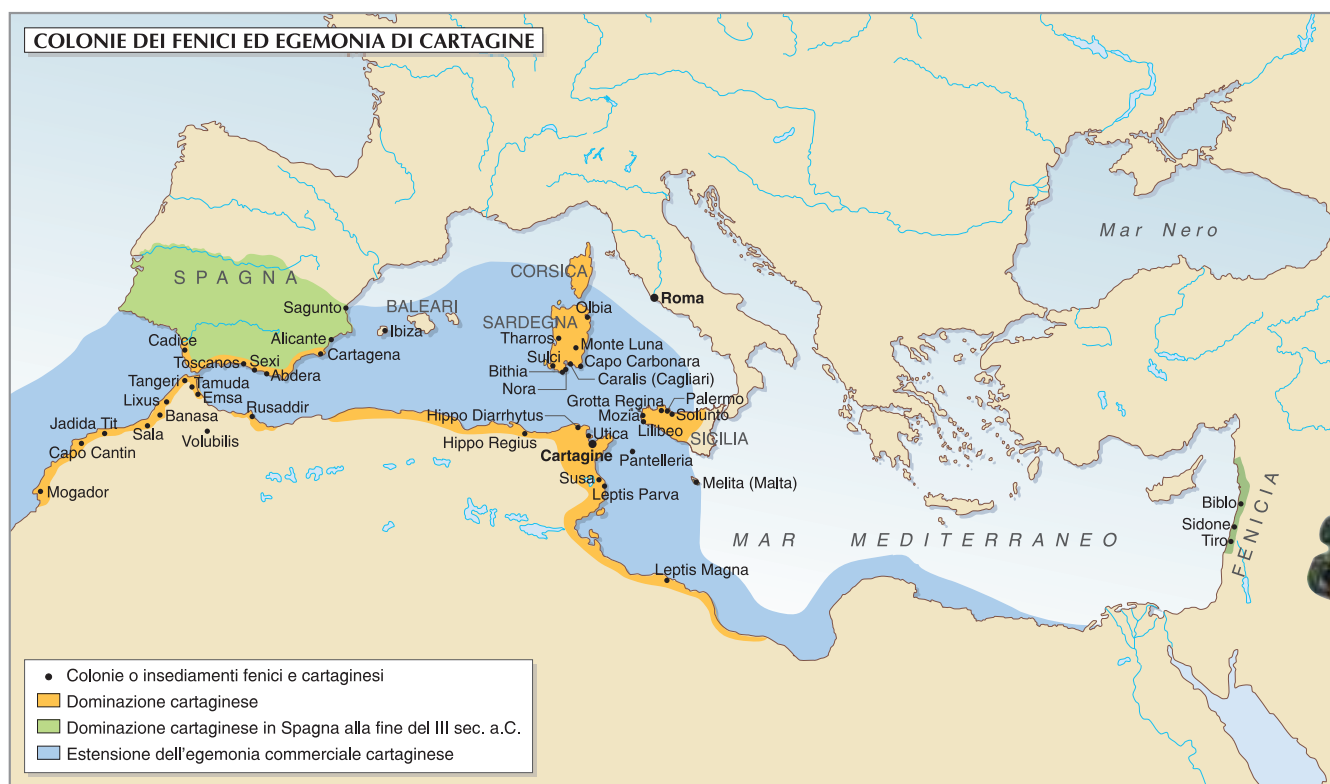 COLONIE DEI FENICI ED EGEMONIA DI CARTAGINE
Mar Nero
SPAGNA
CORSICA
BALEARI
Roma
Sagunto
Ibiza
Olbia
SARDEGNA
Tharros
Monte Luna
Cadice
Alicante
Cartagena
Sulci
Capo Carbonara
Toscanos
Sexi
Abdera
Bithia
Caralis (Cagliari)
Nora
Tangeri
Tamuda
Emsa
Lixus
Banasa
Rusaddir
Grotta Regina
Palermo
Mozia
Solunto
Lilibeo
SICILIA
Hippo Diarrhytus
Utica
Jadida Tit
Sala
Volubilis
Hippo Regius
Cartagine
Pantelleria
Capo Cantin
Mogador
Susa
Leptis Parva
Melita (Malta)
Biblo
Sidone
Tiro
FENICIA
MAR MEDITERRANEO
Leptis Magna
Colonie o insediamenti fenici e cartaginesi
Dominazione cartaginese
Dominazione cartaginese in Spagna alla fine del III sec. a.C.
Estensione dell'egemonia commerciale cartaginese